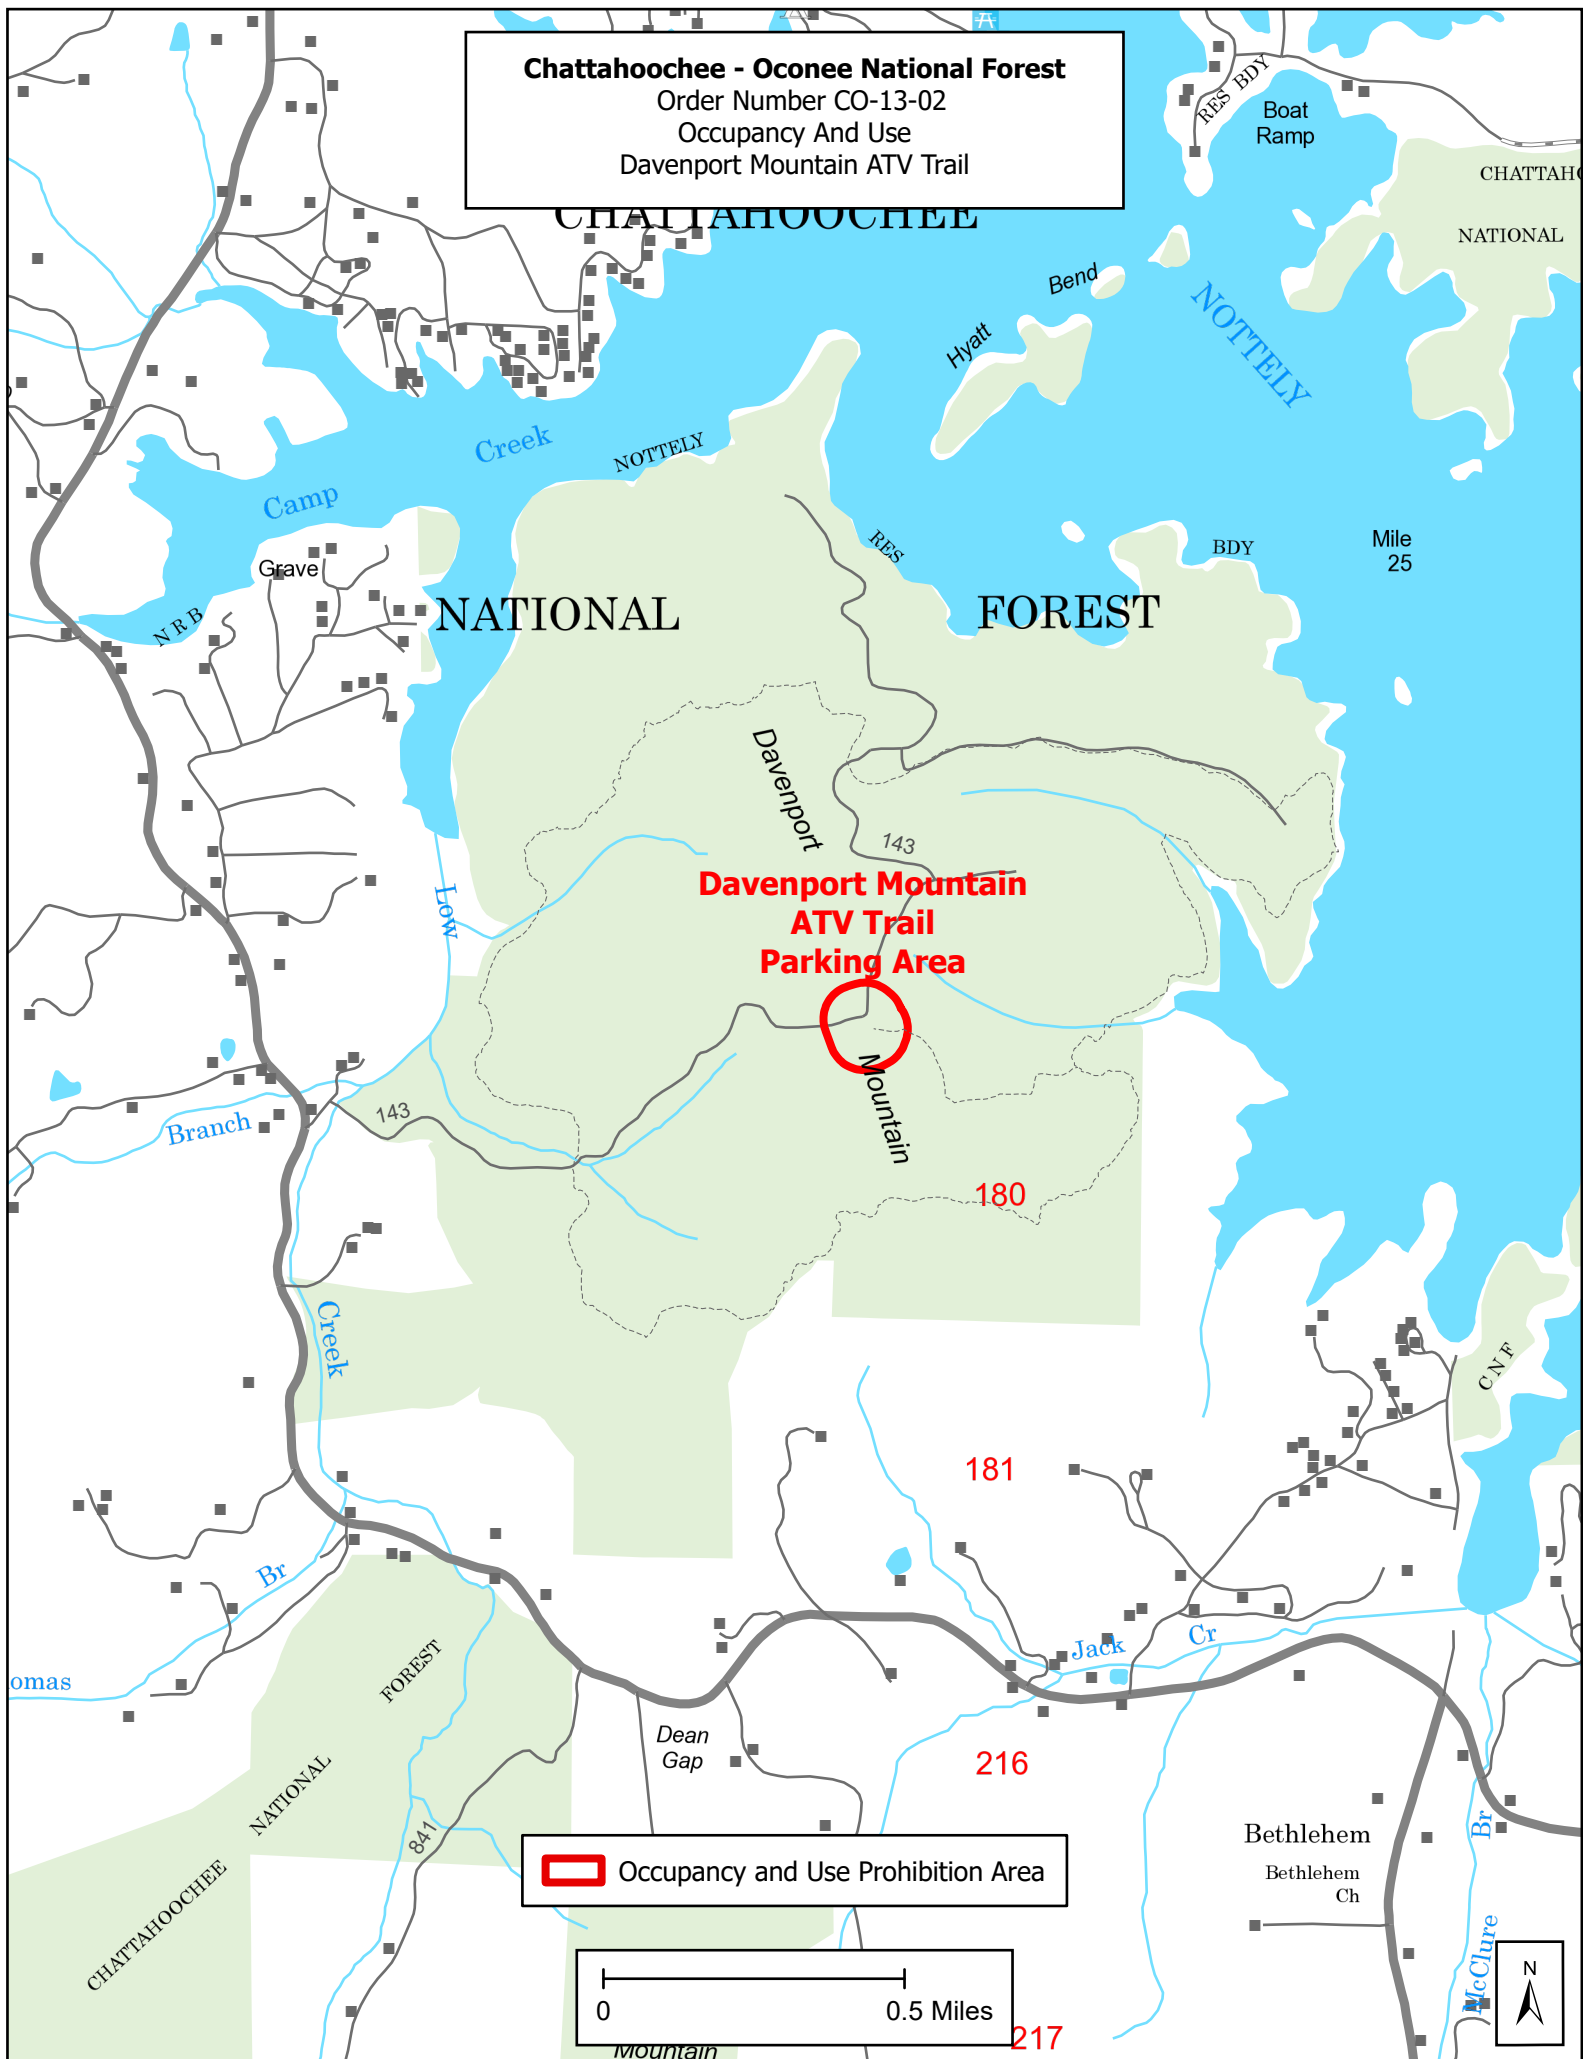 Chattahoochee - Oconee National Forest
Order Number CO-13-02
Occupancy And Use
Davenport Mountain ATV Trail
CHATTAHOOCHEE
RES BDY
Boat
Ramp
NATIONAL
Bend
Hyatt
NOTTELY
Creek
NOTTELY
Camp
RES
BDY
Mile
25
Grave
N R B
NATIONAL
FOREST
Davenport
143
Davenport Mountain
ATV Trail
Parking Area
Low
Mountain
143
Branch
180
Creek
C N F
181
Br
Jack
Cr
FOREST
omas
Dean
Gap
216
NATIONAL
841
Br
Bethlehem
Bethlehem
Ch
Occupancy and Use Prohibition Area
CHATTAHOOCHEE
McClure
N
0
0.5 Miles
217
Mountain